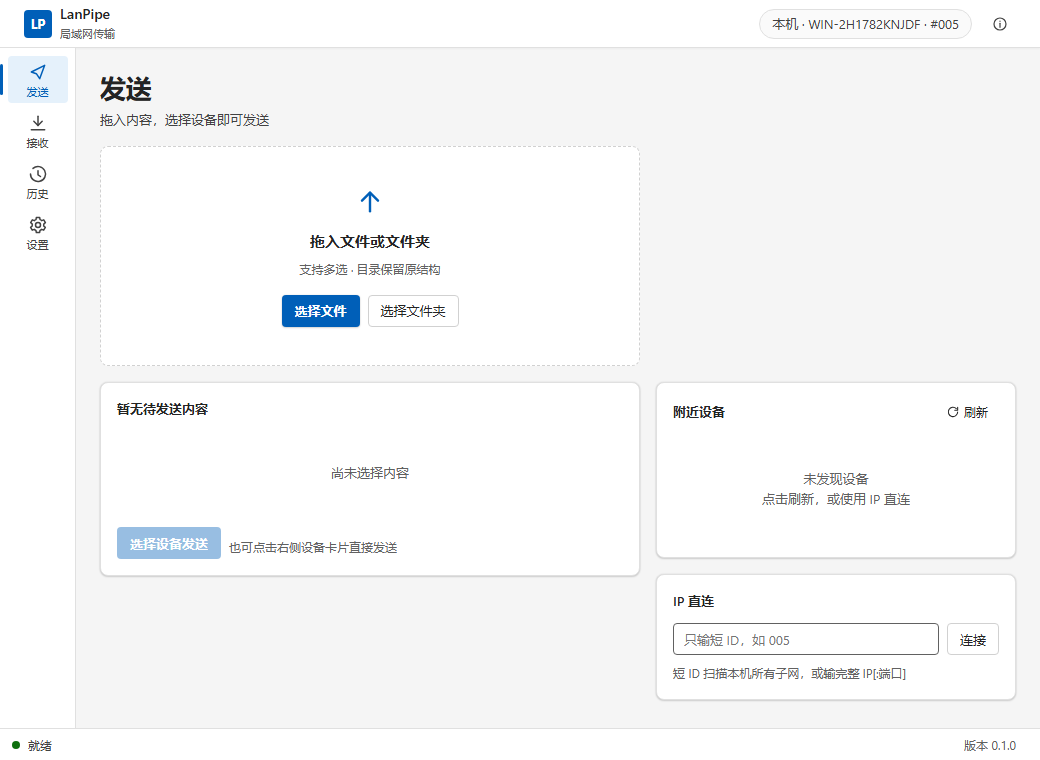 LP
LanPipe
局域网传输
本机 · WIN-2H1782KNJDF · #005
发送
接收
历史
设置
发送
拖入内容，选择设备即可发送
拖入文件或文件夹
支持多选 · 目录保留原结构
选择文件
选择文件夹
暂无待发送内容
尚未选择内容
选择设备发送
也可点击右侧设备卡片直接发送
附近设备
刷新
未发现设备
点击刷新，或使用 IP 直连
IP 直连
只输短 ID，如 005
连接
短 ID 扫描本机所有子网，或输完整 IP[:端口]
就绪
版本 0.1.0